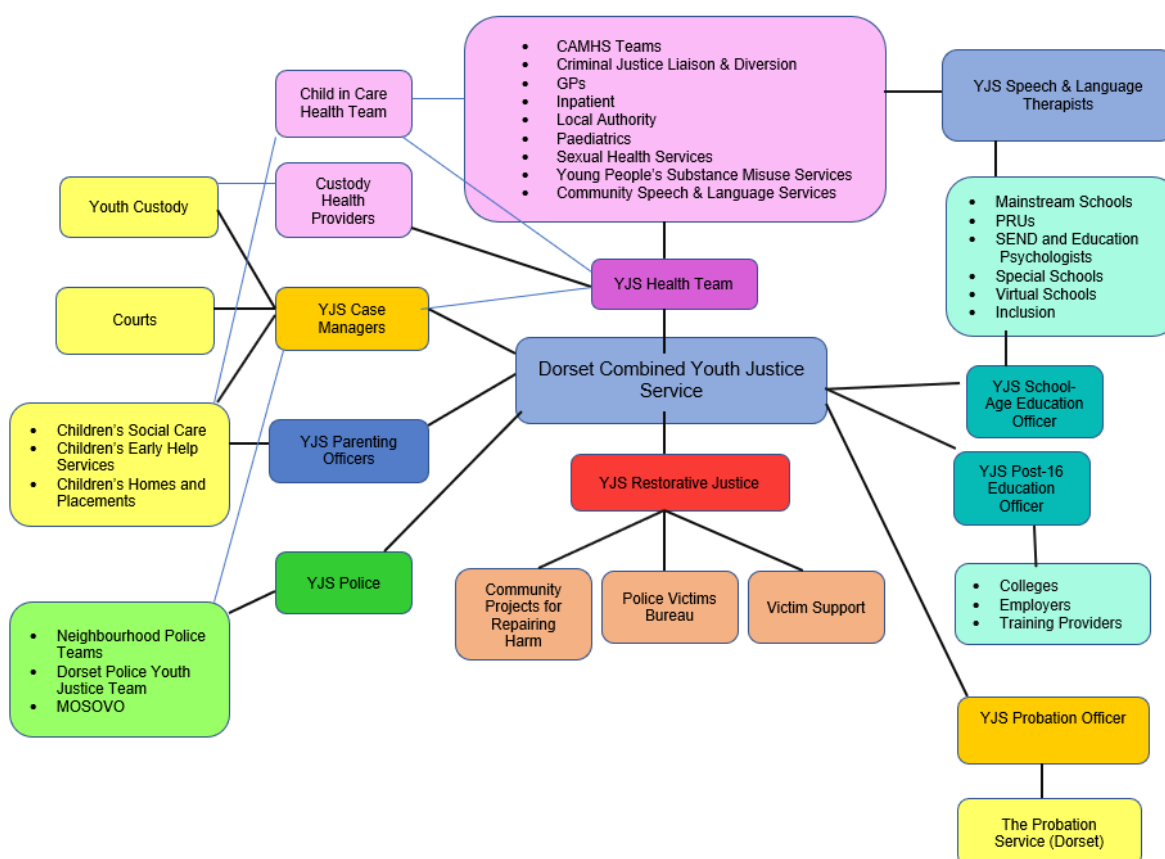 • CAMHS Teams
• Criminal Justice Liaison & Diversion
• GPs
• Inpatient
• Local Authority
• Paediatrics
• Sexual Health Services
• Young People's Substance Misuse Services
• Community Speech & Language Services
YJS Speech & Language
Therapists
Child in Care
Health Team
Youth Custody
Custody
Health
Providers
• Mainstream Schools
• PRUs
• SEND and Education
Psychologists
• Special Schools
• Virtual Schools
• Inclusion
YJS Health Team
Courts
YJS Case
Managers
Dorset Combined Youth Justice
Service
YJS School-
Age Education
Officer
• Children's Social Care
• Children's Early Help
Services
• Children's Homes and
Placements
YJS Parenting
Officers
YJS Restorative Justice
YJS Post-16
Education
Officer
YJS Police
Community
Projects for
Repairing
Harm
Police Victims
Bureau
Victim Support
• Colleges
• Employers
• Training Providers
• Neighbourhood Police
Teams
• Dorset Police Youth
Justice Team
• MOSOVO
YJS Probation Officer
The Probation
Service (Dorset)